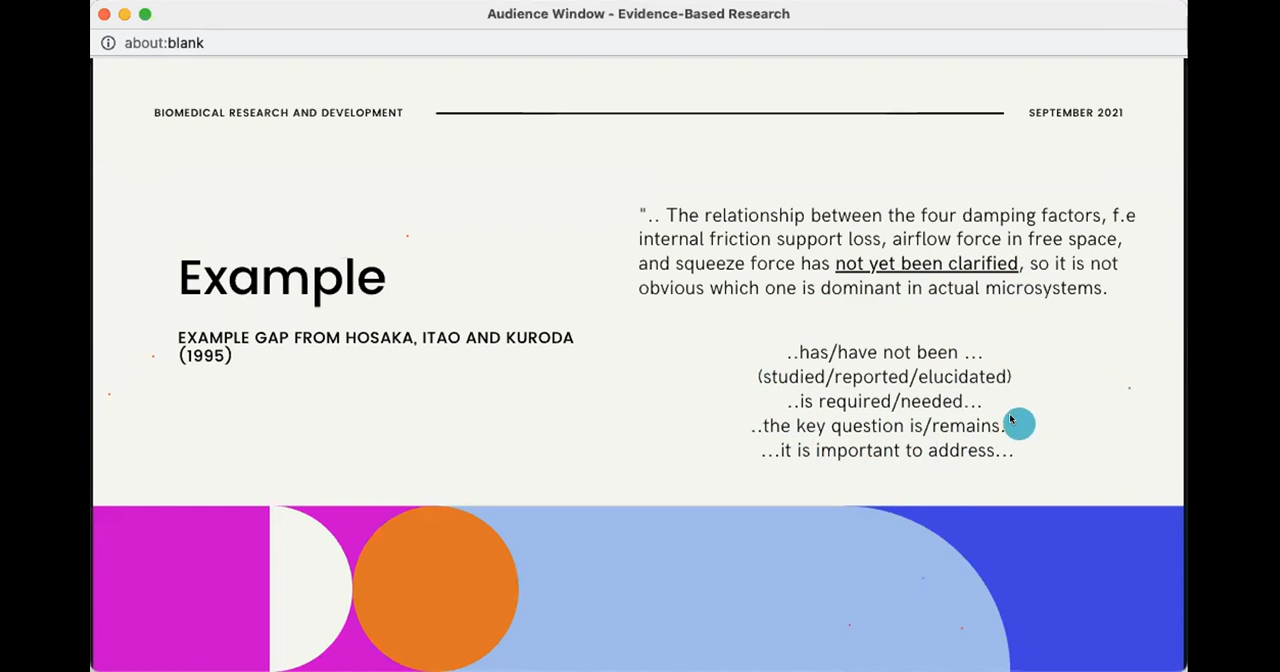 Audience Window - Evidence-Based Research
about:blank
BIOMEDICAL RESEARCH AND DEVELOPMENT
SEPTEMBER 2021
Example
EXAMPLE GAP FROM HOSAKA, ITAO AND KURODA
(1995)
".. The relationship between the four damping factors, f.e
internal friction support loss, airflow force in free space,
and squeeze force has not yet been clarified, so it is not
obvious which one is dominant in actual microsystems.
..has/have not been ...
(studied/reported/elucidated)
..is required/needed...
..the key question is/remains.
...it is important to address...